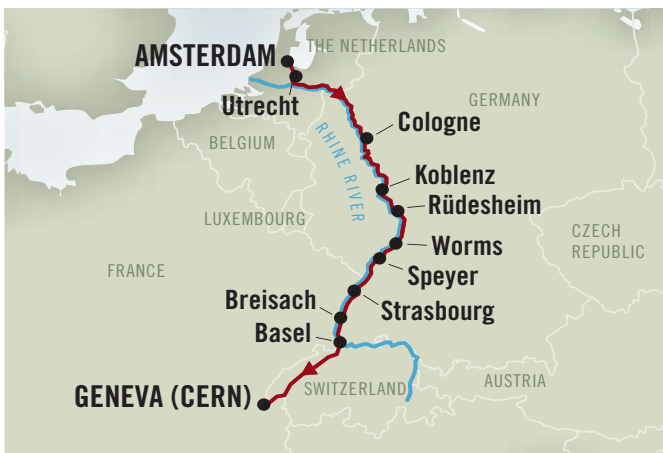 AMSTERDAM
THE NETHERLANDS
Utrecht
GERMANY
Cologne
BELGIUM
RHINE RIVER
Koblenz
Rüdesheim
LUXEMBOURG
CZECH
REPUBLIC
Worms
Speyer
FRANCE
Breisach
Strasbourg
Basel
SWITZERLAND
AUSTRIA
GENEVA (CERN)